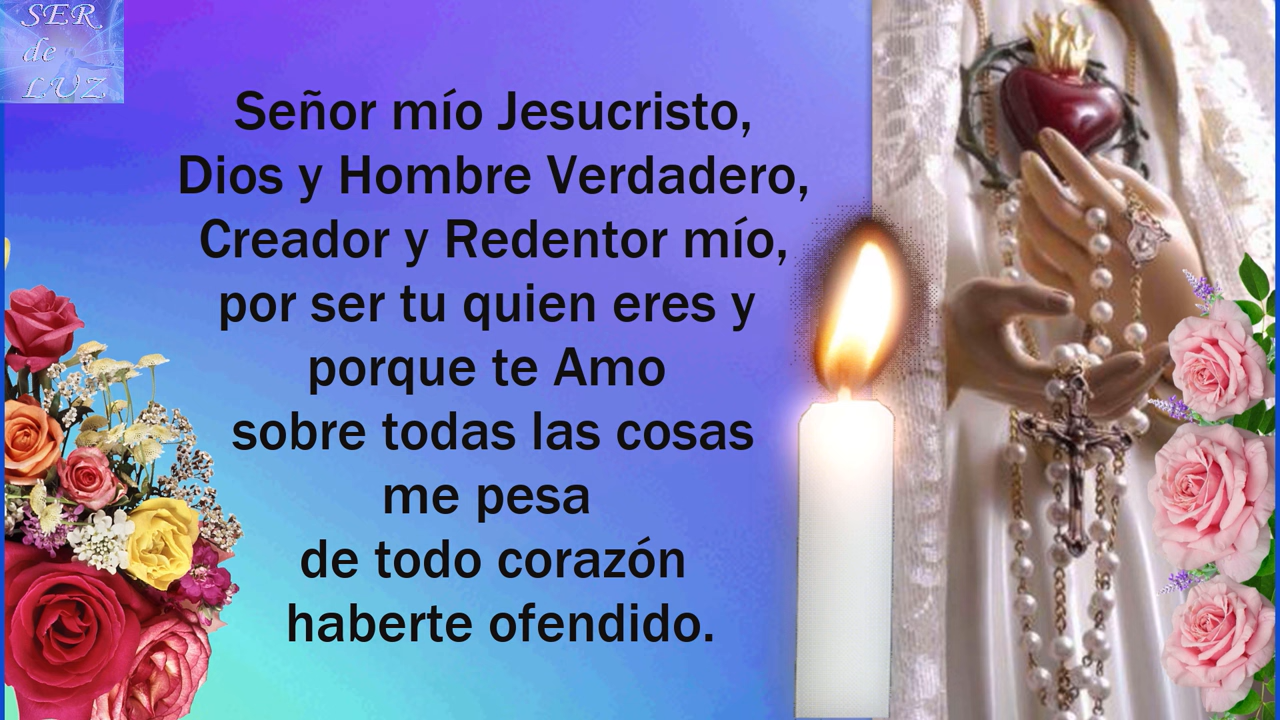 SER
de
LUZ
Señor mío Jesucristo,
Dios y Hombre Verdadero,
Creador y Redentor mío,
por ser tu quien eres y
porque te Amo
sobre todas las cosas
me pesa
de todo corazón
haberte ofendido.